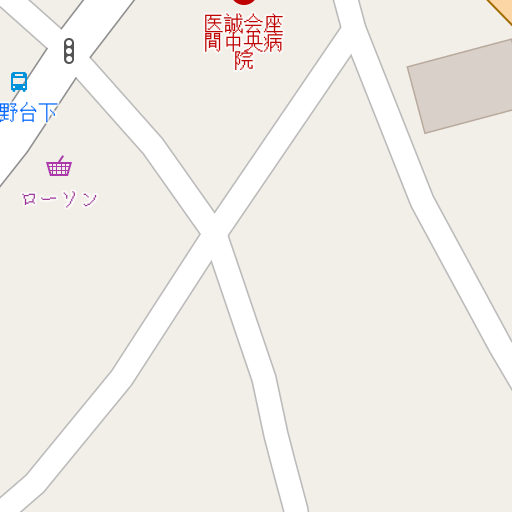 医誠会座
間中央病
院
野台下
ローソン